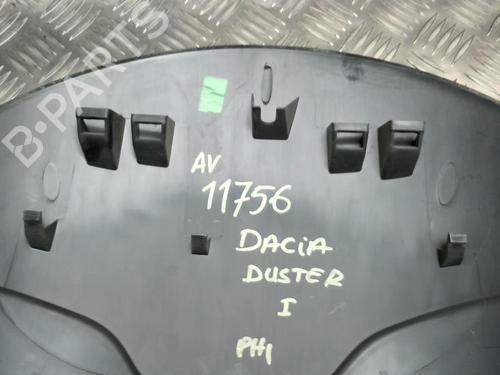 B-PARTS
AV
11756
DACiA
DUSTER
I
PH1